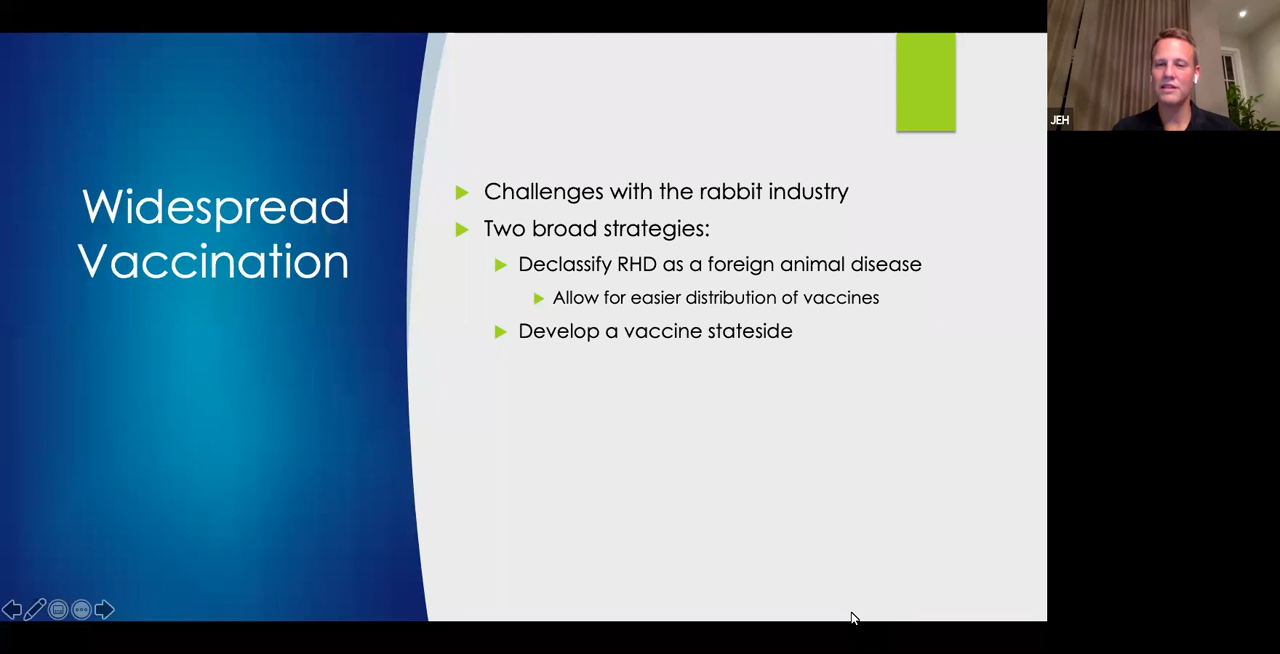 Widespread
Vaccination
Challenges with the rabbit industry
Two broad strategies:
Declassify RHD as a foreign animal disease
Allow for easier distribution of vaccines
Develop a vaccine stateside
JEH